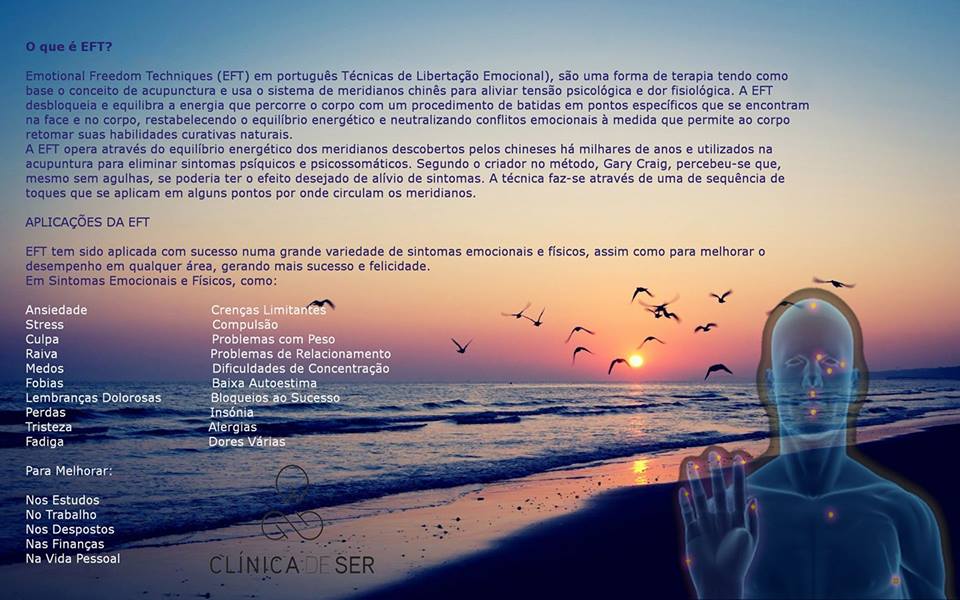 O que é EFT?
Emotional Freedom Techniques (EFT) em português Técnicas de Libertação Emocional), são uma forma de terapia tendo como
base o conceito de acupunctura e usa o sistema de meridianos chinês para aliviar tensão psicológica e dor fisiológica. A EFT
desbloqueia e equilibra a energia que percorre o corpo com um procedimento de batidas em pontos específicos que se encontram
na face e no corpo, restabelecendo o equilíbrio energético e neutralizando conflitos emocionais à medida que permite ao corpo
retomar suas habilidades curativas naturais.
A EFT opera através do equilíbrio energético dos meridianos descobertos pelos chineses há milhares de anos e utilizados na
acupuntura para eliminar sintomas psíquicos e psicossomáticos. Segundo o criador no método, Gary Craig, percebeu-se que,
mesmo sem agulhas, se poderia ter o efeito desejado de alívio de sintomas. A técnica faz-se através de uma de sequência de
toques que se aplicam em alguns pontos por onde circulam os meridianos.
APLICAÇÕES DA EFT
EFT tem sido aplicada com sucesso numa grande variedade de sintomas emocionais e físicos, assim como para melhorar o
desempenho em qualquer área, gerando mais sucesso e felicidade.
Em Sintomas Emocionais e Físicos, como:
Ansiedade Crenças Limitantes
Stress Compulsão
Culpa Problemas com Peso
Raiva Problemas de Relacionamento
Medos Dificuldades de Concentração
Fobias Baixa Autoestima
Lembranças Dolorosas Bloqueios ao Sucesso
Perdas Insónia
Tristeza Alergias
Fadiga Dores Várias
Para Melhorar:
Nos Estudos
No Trabalho
Nos Despostos
Nas Finanças
Na Vida Pessoal
CLÍNICA DE SER